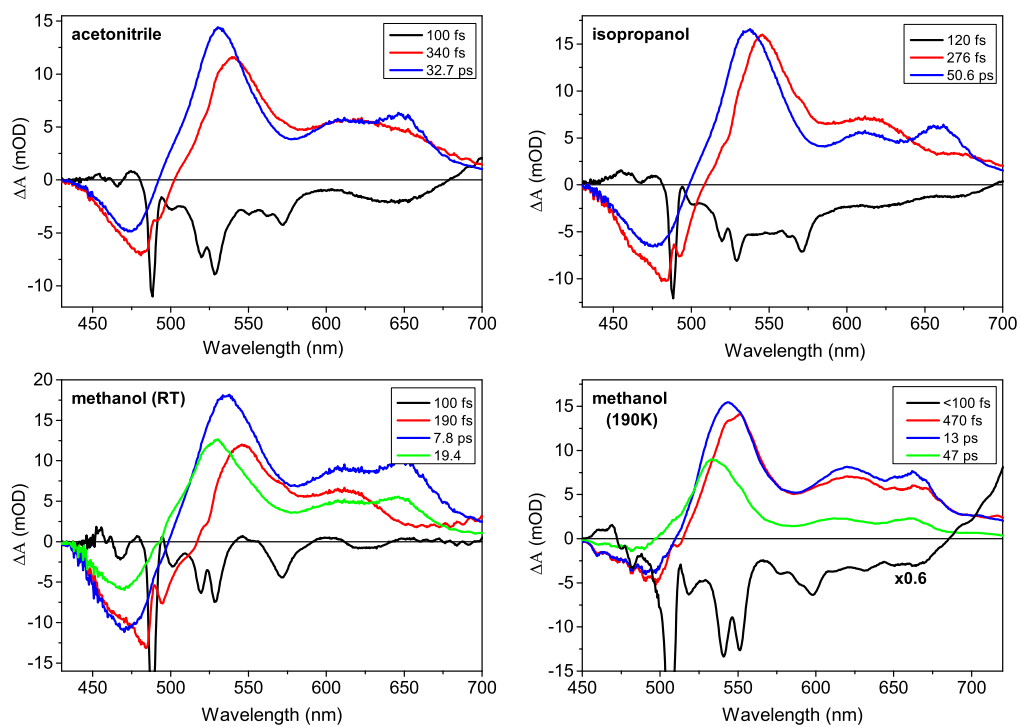 acetonitrile
100 fs
340 fs
32.7 ps
15
10
5
0
-5
-10
ΔA (mOD)
450 500 550 600 650 700
Wavelength (nm)
isopropanol
120 fs
276 fs
50.6 ps
15
10
5
0
-5
-10
ΔA (mOD)
450 500 550 600 650 700
Wavelength (nm)
methanol (RT)
100 fs
190 fs
7.8 ps
19.4
20
15
10
5
0
-5
-10
-15
ΔA (mOD)
450 500 550 600 650 700
Wavelength (nm)
methanol
(190K)
<100 fs
470 fs
13 ps
47 ps
15
10
5
0
-5
-10
-15
ΔA (mOD)
x0.6
450 500 550 600 650 700
Wavelength (nm)